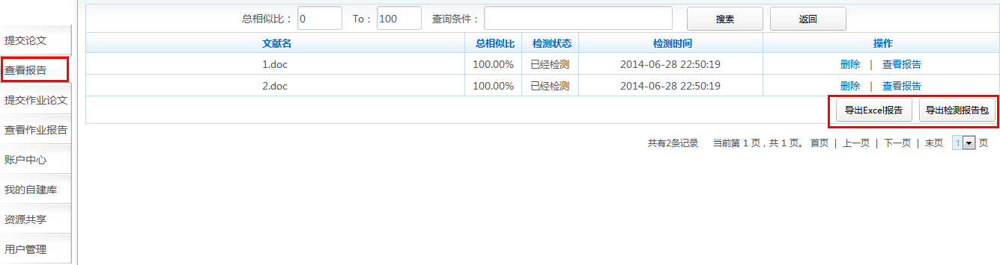 总相似比： 0 To： 100 查询条件： 搜索 返回
提交论文
查看报告
提交作业论文
查看作业报告
账户中心
我的自建库
资源共享
用户管理
文献名 总相似比 检测状态 检测时间 操作
1.doc 100.00% 已经检测 2014-06-28 22:50:19 删除 | 查看报告
2.doc 100.00% 已经检测 2014-06-28 22:50:19 删除 | 查看报告
导出Excel报告 导出检测报告包
共有2条记录 当前第 1 页，共 1 页。 首页 | 上一页 | 下一页 | 末页 1 页